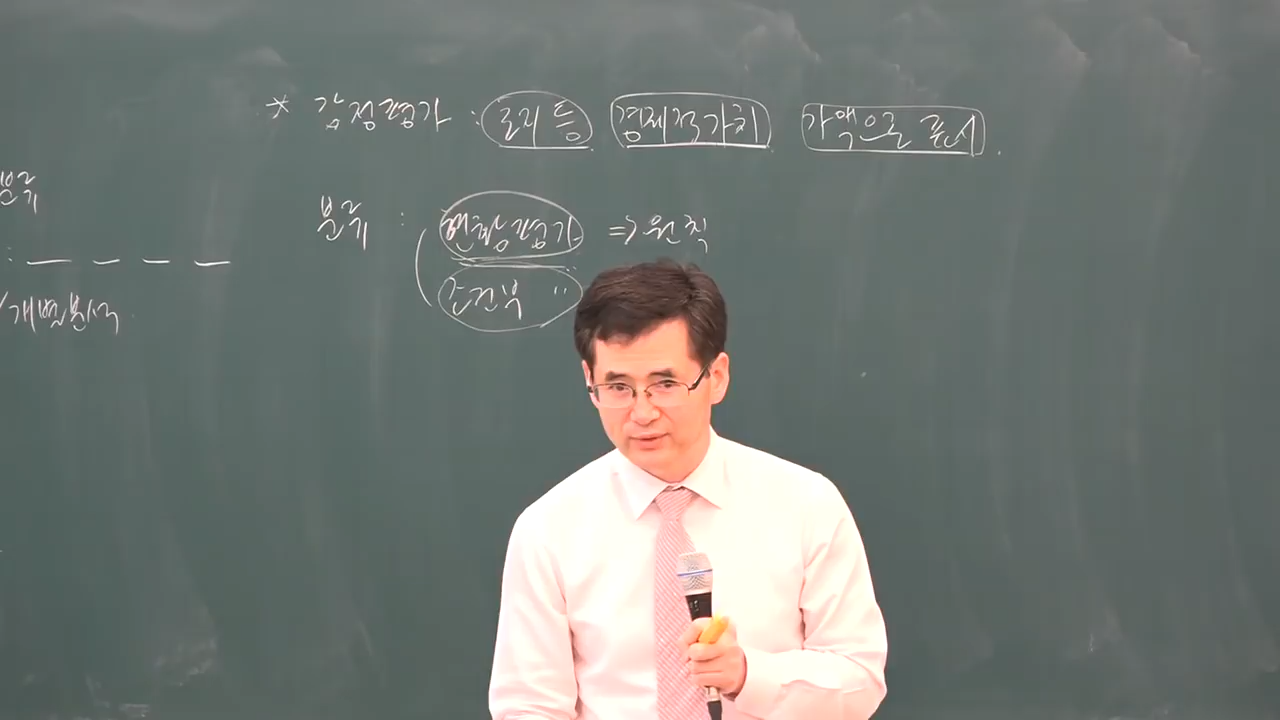 * 감정평가 : 토지 등 경제적가치 가액으로 표시.
분류 : 현황평가 ⇒ 원칙
조건부 〃
분류
: — — — —
/개별분석